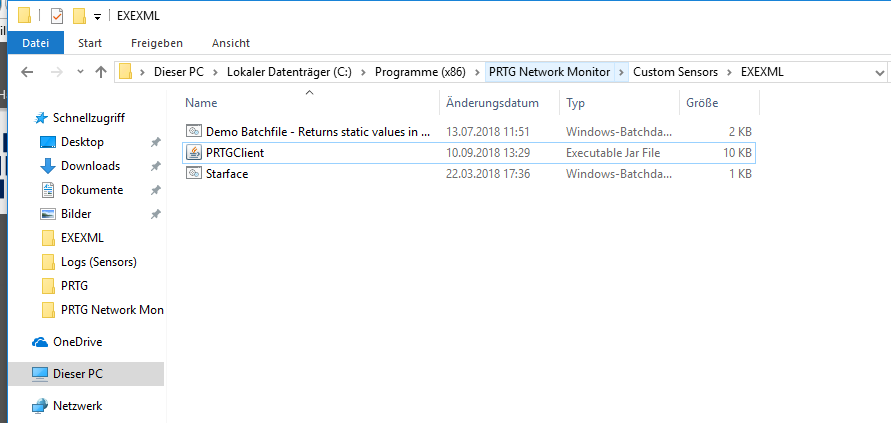 EXEXML
Datei Start Freigeben Ansicht
Dieser PC Lokaler Datenträger (C:) Programme (x86) PRTG Network Monitor Custom Sensors EXEXML
Name Änderungsdatum Typ Größe
Schnellzugriff
Desktop
Downloads
Dokumente
Bilder
EXEXML
Logs (Sensors)
PRTG
PRTG Network Mon
OneDrive
Dieser PC
Netzwerk
Demo Batchfile - Returns static values in ... 13.07.2018 11:51 Windows-Batchda... 2 KB
PRTGClient 10.09.2018 13:29 Executable Jar File 10 KB
Starface 22.03.2018 17:36 Windows-Batchda... 1 KB